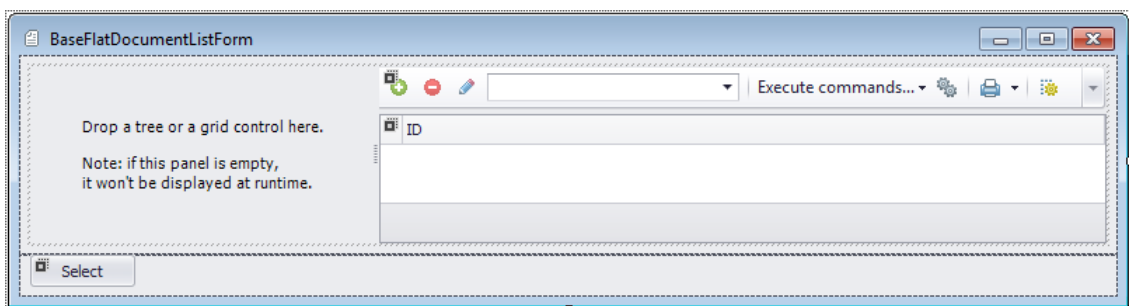 BaseFlatDocumentListForm
Execute commands...
Drop a tree or a grid control here.
ID
Note: if this panel is empty,
it won't be displayed at runtime.
Select